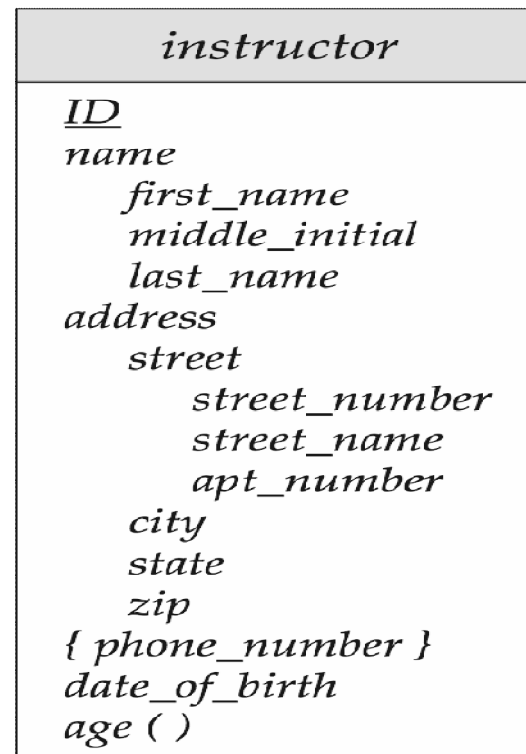 instructor
ID
name
first_name
middle_initial
last_name
address
street
street_number
street_name
apt_number
city
state
zip
{ phone_number }
date_of_birth
age ( )